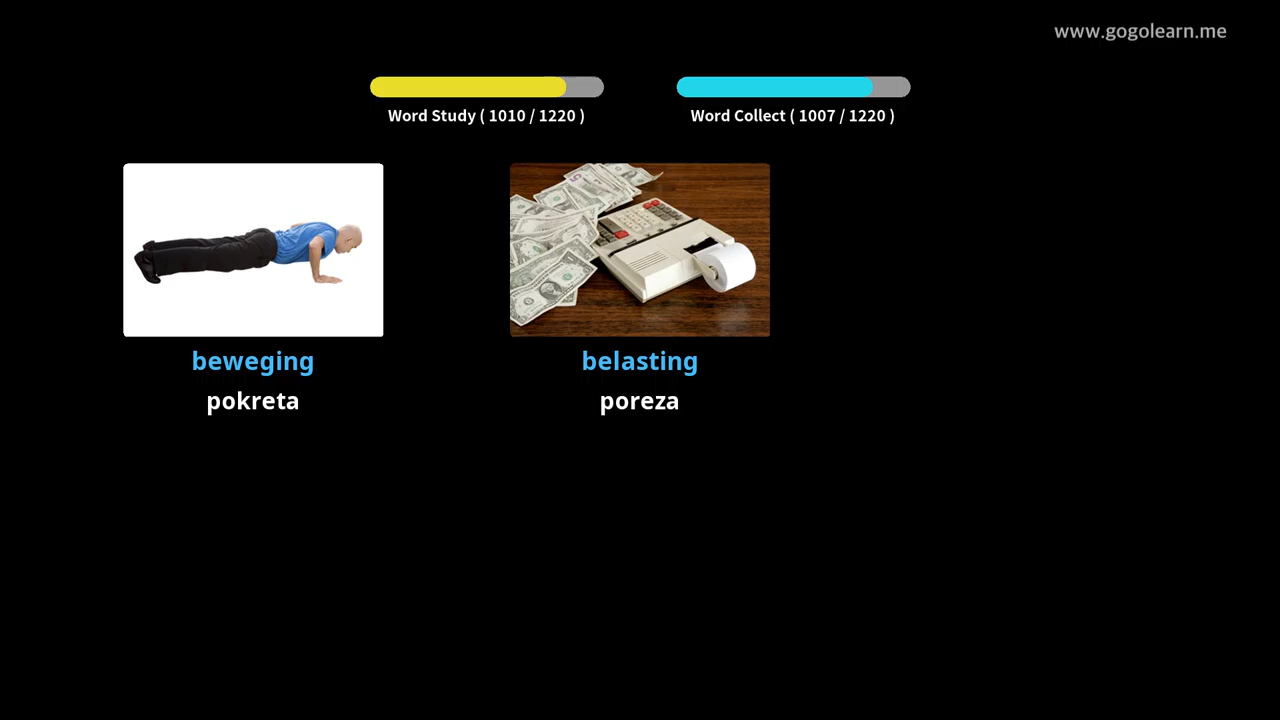 www.gogolearn.me
Word Study ( 1010 / 1220 )
Word Collect ( 1007 / 1220 )
beweging
belasting
pokreta
poreza